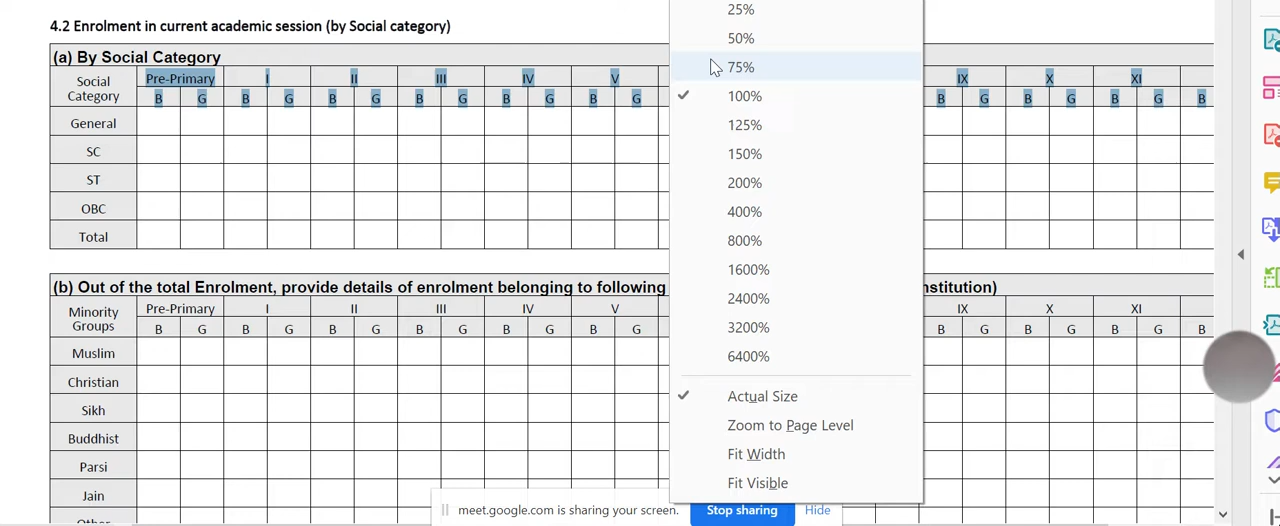 4.2 Enrolment in current academic session (by Social category)
(a) By Social Category
Social Category Pre-Primary I II III IV V IX X XI
B G B G B G B G B G B G B G B G B G B
General
SC
ST
OBC
Total
(b) Out of the total Enrolment, provide details of enrolment belonging to following nstitution)
Minority Groups Pre-Primary I II III IV V IX X XI
B G B G B G B G B G B G B G B G B G B
Muslim
Christian
Sikh
Buddhist
Parsi
Jain
Other
25%
50%
75%
100%
125%
150%
200%
400%
800%
1600%
2400%
3200%
6400%
Actual Size
Zoom to Page Level
Fit Width
Fit Visible
meet.google.com is sharing your screen. Stop sharing Hide